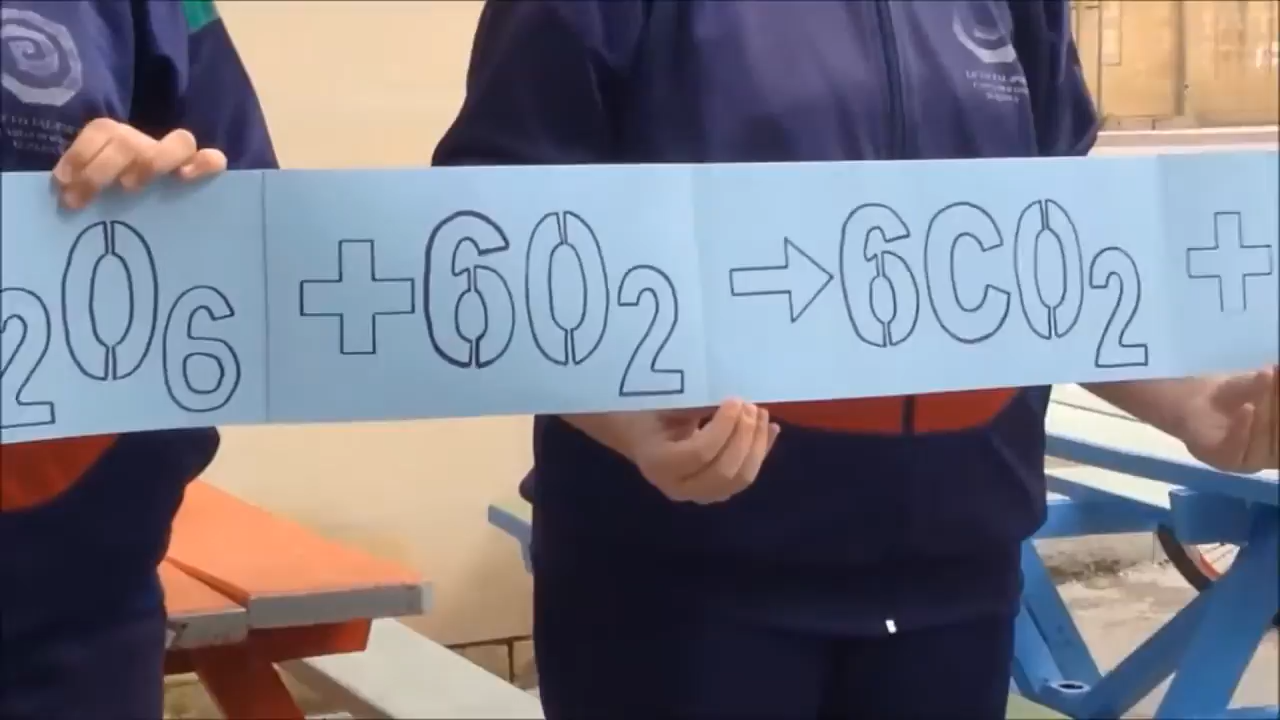 ₂O₆ + 6O₂ → 6CO₂ +